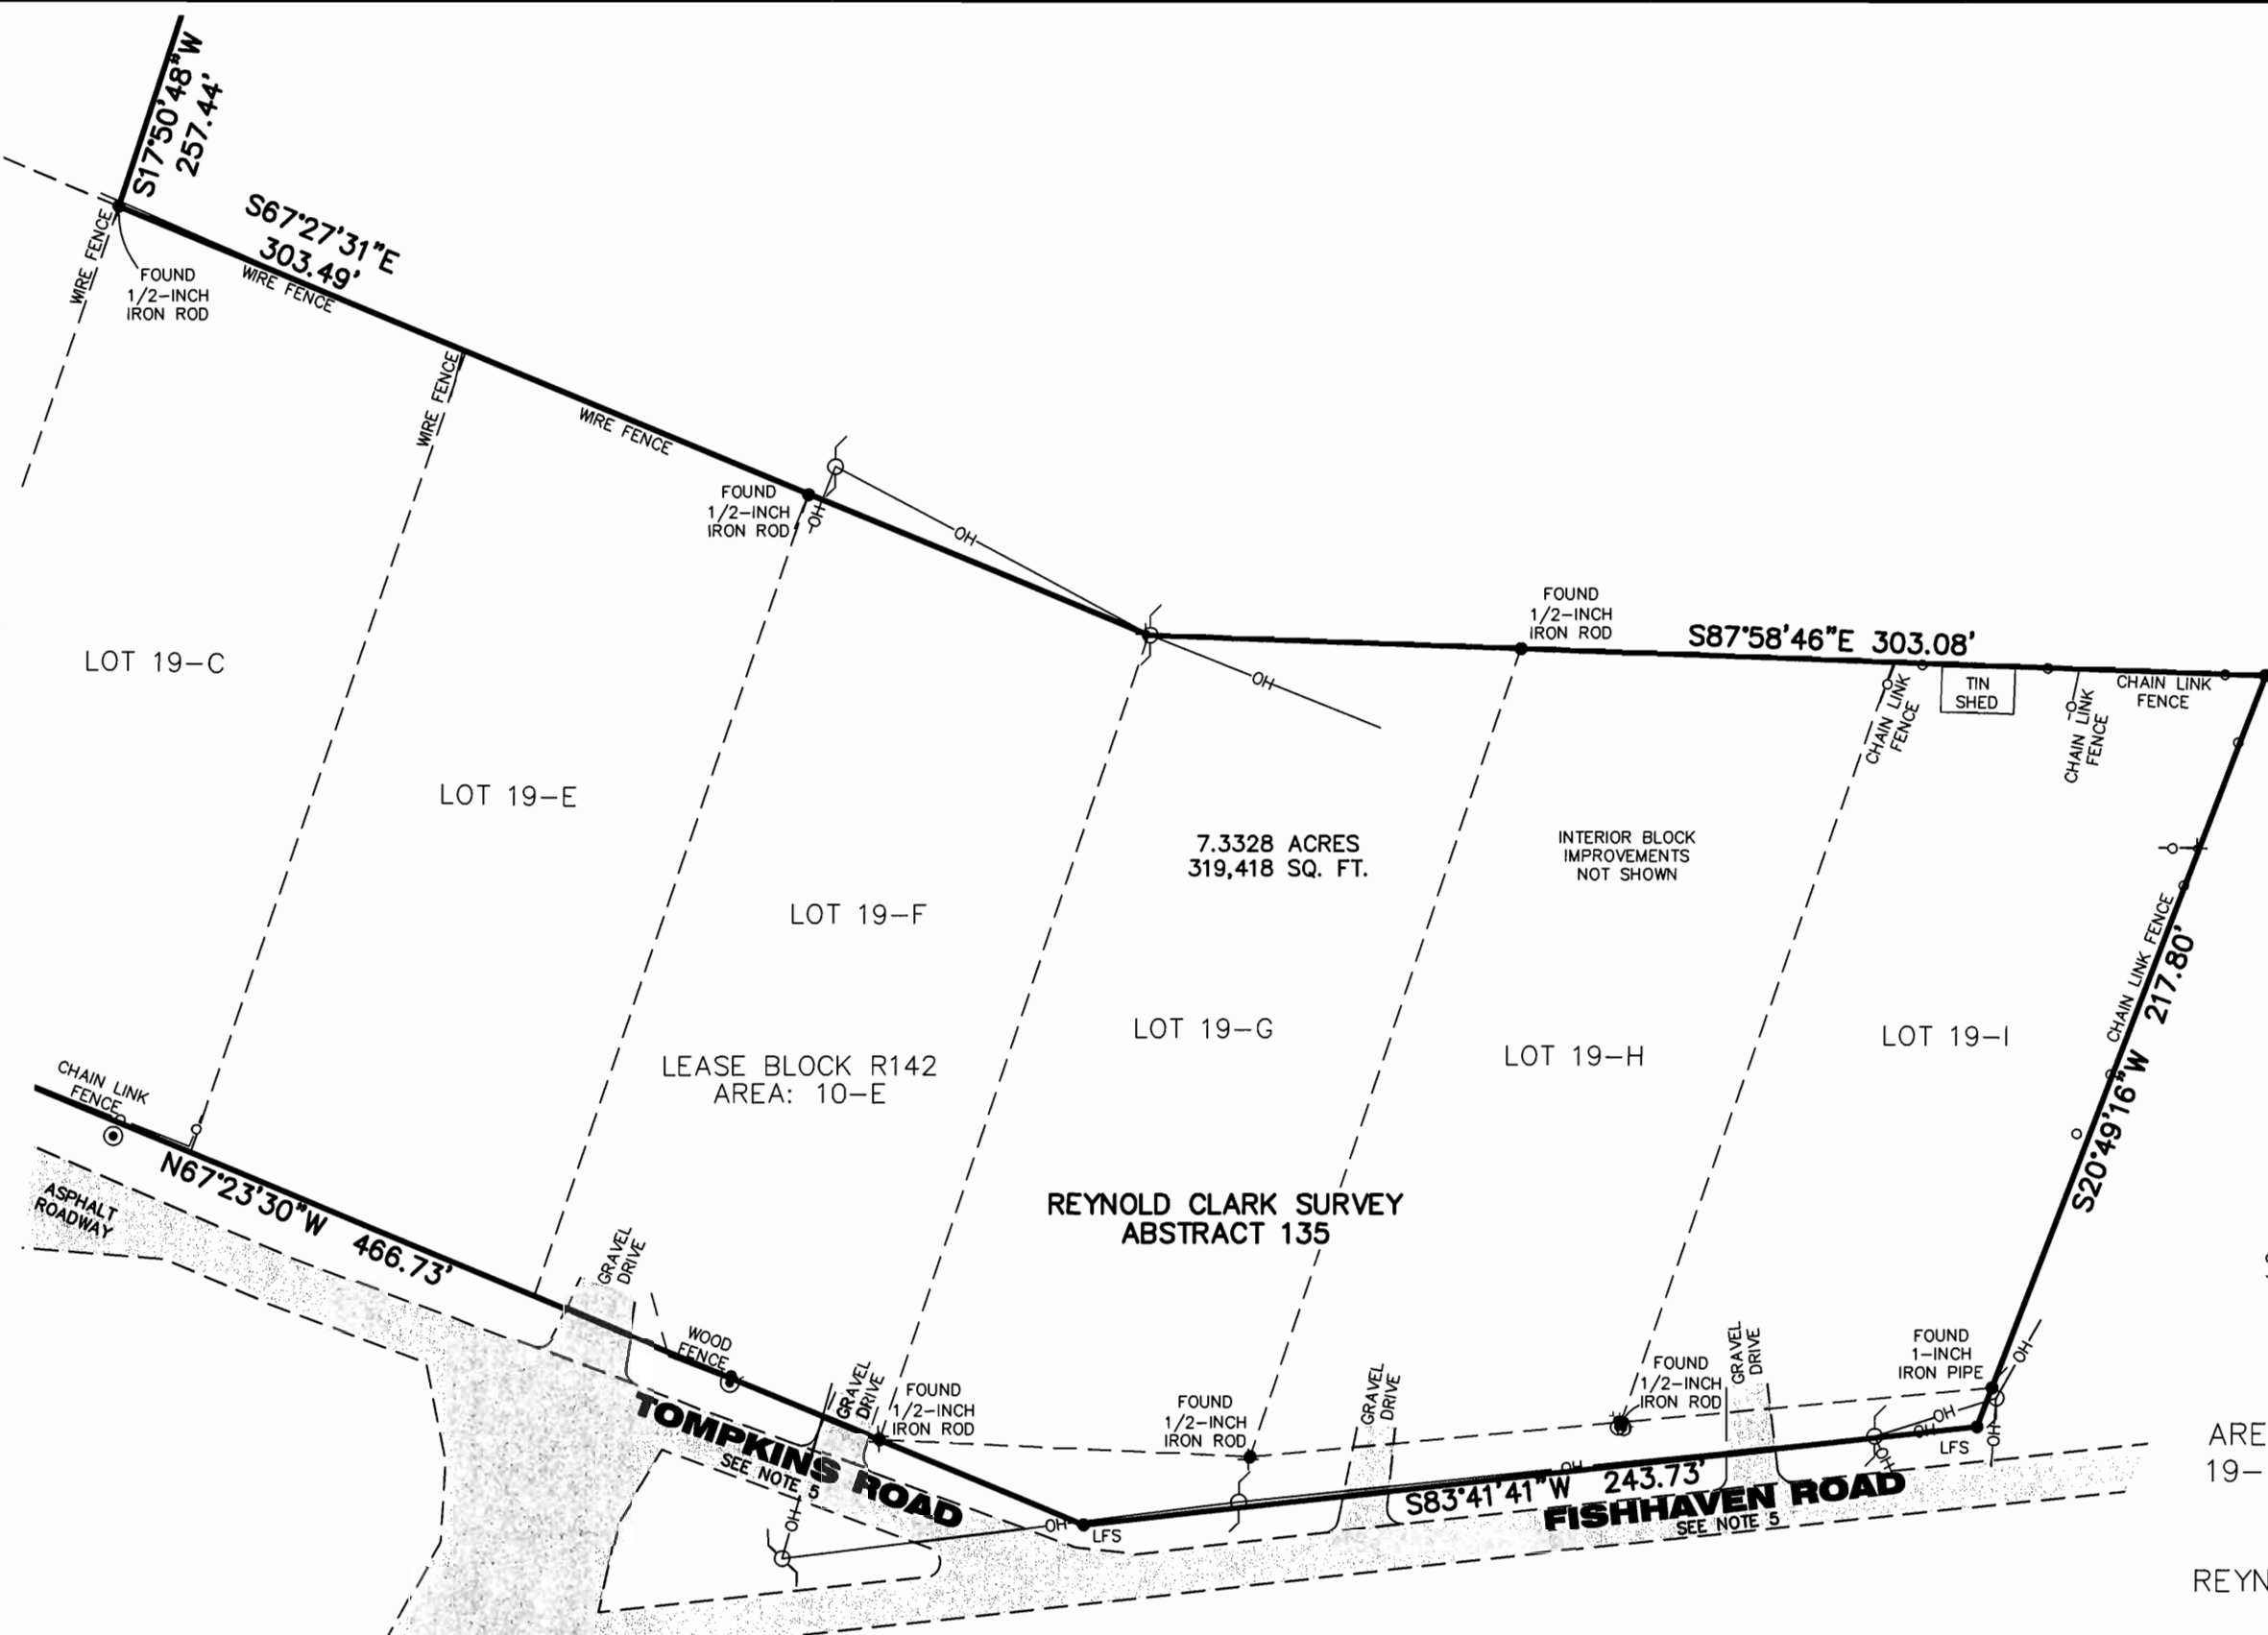 S17°50'48"W
257.44'
S67°27'31"E
303.49'
WIRE FENCE
WIRE FENCE
FOUND
1/2-INCH
IRON ROD
WIRE FENCE
WIRE FENCE
FOUND
1/2-INCH
IRON ROD
OH
OH
FOUND
1/2-INCH
IRON ROD
S87°58'46"E 303.08'
OH
LOT 19-C
TIN
SHED
CHAIN LINK
FENCE
CHAIN LINK
FENCE
CHAIN LINK
FENCE
LOT 19-E
7.3328 ACRES
319,418 SQ. FT.
INTERIOR BLOCK
IMPROVEMENTS
NOT SHOWN
LOT 19-F
CHAIN LINK FENCE
S20°49'16"W 217.80'
LOT 19-G
LOT 19-H
LOT 19-I
LEASE BLOCK R142
AREA: 10-E
CHAIN LINK
FENCE
N67°23'30"W 466.73'
ASPHALT
ROADWAY
REYNOLD CLARK SURVEY
ABSTRACT 135
GRAVEL
DRIVE
WOOD
FENCE
GRAVEL
DRIVE
FOUND
1/2-INCH
IRON ROD
FOUND
1/2-INCH
IRON ROD
GRAVEL
DRIVE
FOUND
1/2-INCH
IRON ROD
GRAVEL
DRIVE
FOUND
1-INCH
IRON PIPE
OH
OH
OH
OH
OH
LFS
OH
TOMPKINS ROAD
SEE NOTE 5
OH
OH
LFS
S83°41'41"W 243.73'
FISHHAVEN ROAD
SEE NOTE 5
ARE
19-
REYN